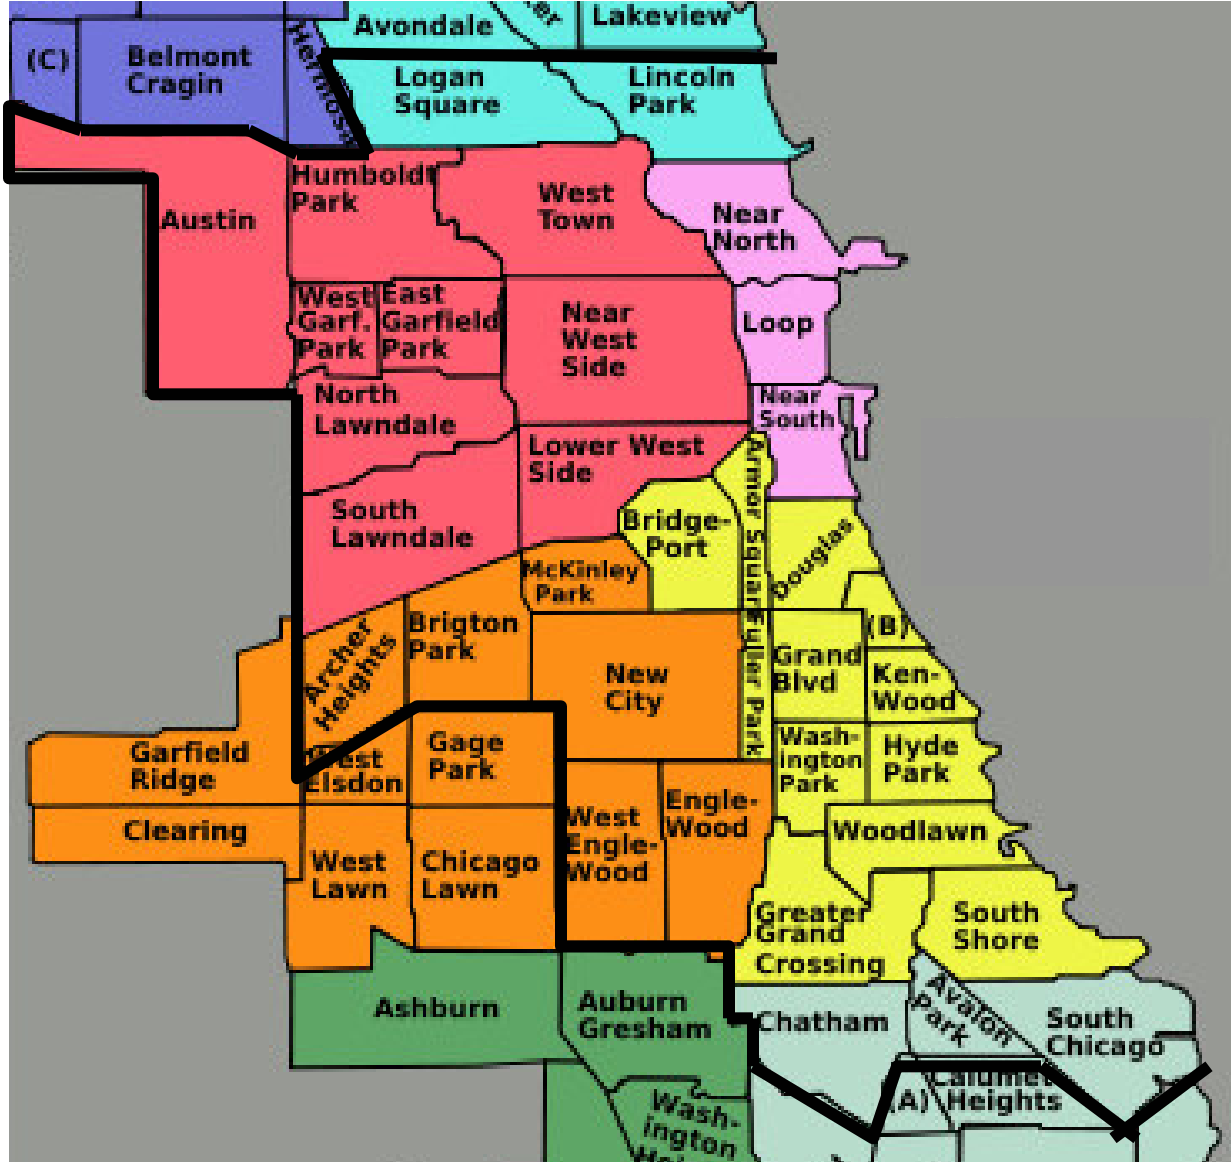 Avondale
Lakeview
(C)
Belmont
Cragin
Hermosa
Logan
Square
Lincoln
Park
Austin
Humboldt
Park
West
Town
Near
North
West
Garf.
Park
East
Garfield
Park
Near
West
Side
Loop
North
Lawndale
Near
South
Lower West
Side
South
Lawndale
Armor Square
Bridge-
Port
Douglas
McKinley
Park
Archer
Heights
Brigton
Park
New
City
Fuller Park
Grand
Blvd
(B)
Ken-
Wood
Garfield
Ridge
West
Elsdon
Gage
Park
Wash-
ington
Park
Hyde
Park
Clearing
West
Lawn
Chicago
Lawn
West
Engle-
Wood
Engle-
Wood
Woodlawn
Greater
Grand
Crossing
South
Shore
Ashburn
Auburn
Gresham
Chatham
Avalon
Park
South
Chicago
(A)
Calumet
Heights
Wash-
ington